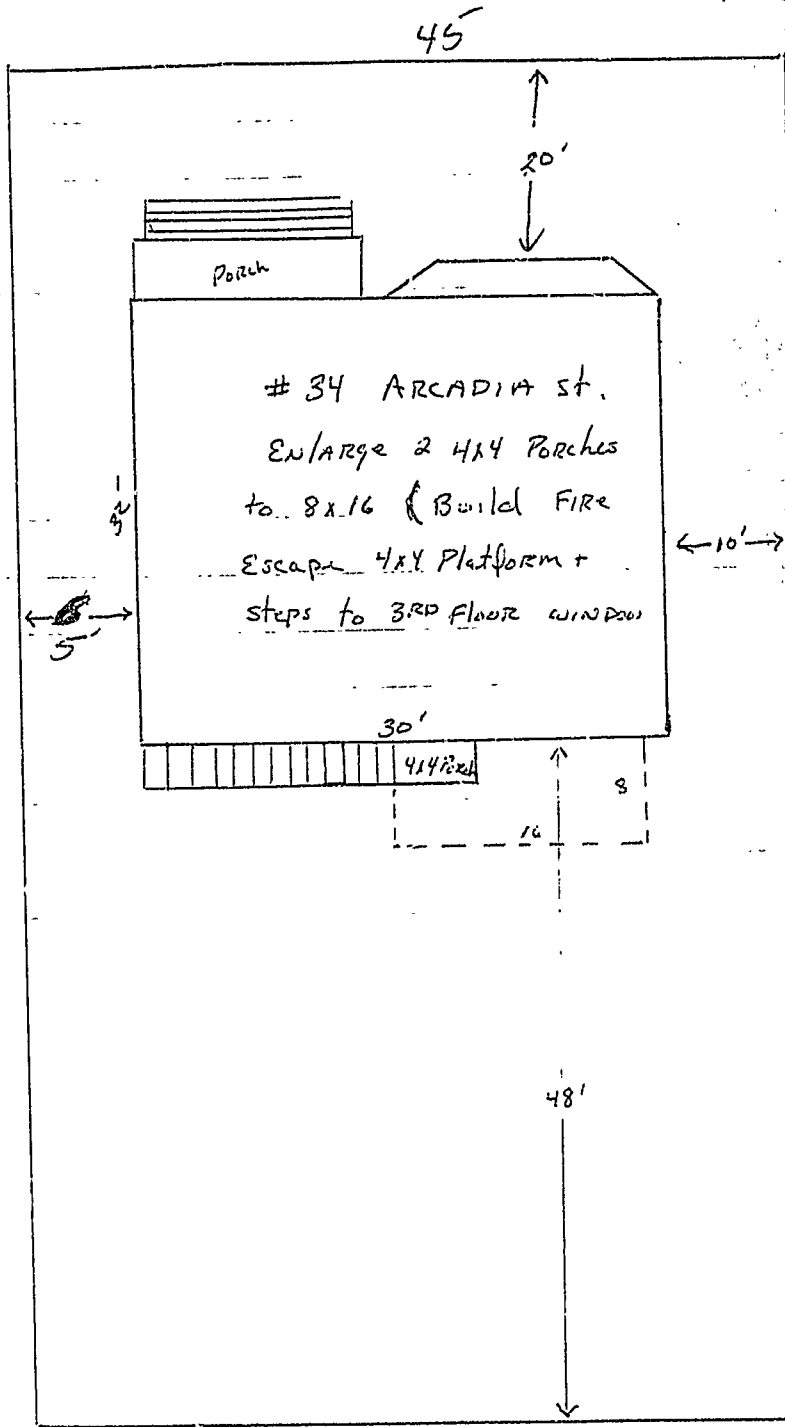 45
20'
Porch
# 34 ARCADIA st.
ENlARge 2 4x4 PORches
to 8x16 ( Build FIRE
Escape 4x4 Platform +
steps to 3RD Floor WINDOW
32
10'
5'
30'
4x4 Porch
8
16
48'